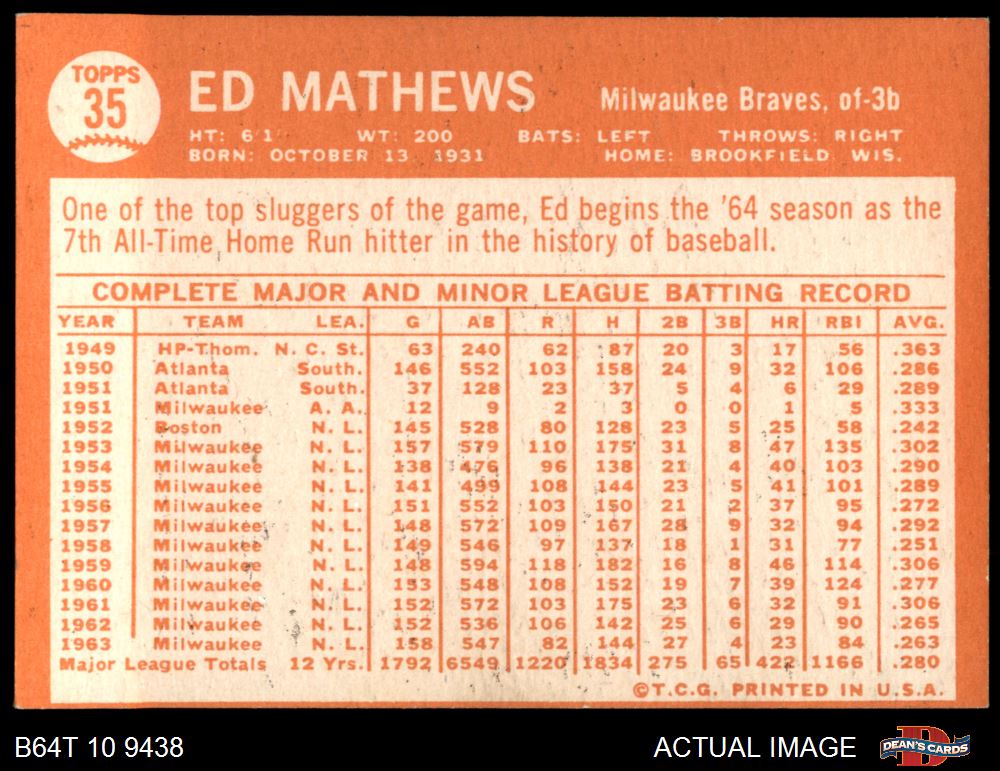 TOPPS
35
ED MATHEWS
Milwaukee Braves, of-3b
HT: 6'1" WT: 200 BATS: LEFT THROWS: RIGHT
BORN: OCTOBER 13, 1931 HOME: BROOKFIELD, WIS.
One of the top sluggers of the game, Ed begins the '64 season as the
7th All-Time Home Run hitter in the history of baseball.
COMPLETE MAJOR AND MINOR LEAGUE BATTING RECORD
YEAR TEAM LEA. G AB R H 2B 3B HR RBI AVG.
1949 HP-Thom. N. C. St. 63 240 62 87 20 3 17 56 .363
1950 Atlanta South. 146 552 103 158 24 9 32 106 .286
1951 Atlanta South. 37 128 23 37 5 4 6 29 .289
1951 Milwaukee A. A. 12 9 2 3 0 0 1 5 .333
1952 Boston N. L. 145 528 80 128 23 5 25 58 .242
1953 Milwaukee N. L. 157 579 110 175 31 8 47 135 .302
1954 Milwaukee N. L. 138 476 96 138 21 4 40 103 .290
1955 Milwaukee N. L. 141 499 108 144 23 5 41 101 .289
1956 Milwaukee N. L. 151 552 103 150 21 2 37 95 .272
1957 Milwaukee N. L. 148 572 109 167 28 9 32 94 .292
1958 Milwaukee N. L. 149 546 97 137 18 1 31 77 .251
1959 Milwaukee N. L. 148 594 118 182 16 8 46 114 .306
1960 Milwaukee N. L. 153 548 108 152 19 7 39 124 .277
1961 Milwaukee N. L. 152 572 103 175 23 6 32 91 .306
1962 Milwaukee N. L. 152 536 106 142 25 6 29 90 .265
1963 Milwaukee N. L. 158 547 82 144 27 4 23 84 .263
Major League Totals 12 Yrs. 1792 6549 1220 1834 275 65 422 1166 .280
©T.C.G. PRINTED IN U.S.A.
B64T 10 9438
ACTUAL IMAGE
DEAN'S CARDS